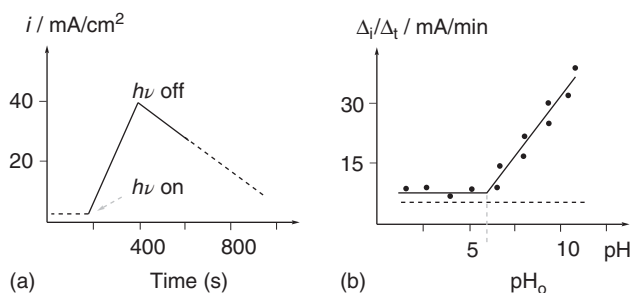 i / mA/cm²
40
20
hν off
hν on
400
800
(a)
Time (s)
Δi/Δt / mA/min
30
15
5
10
pH
(b)
pHo